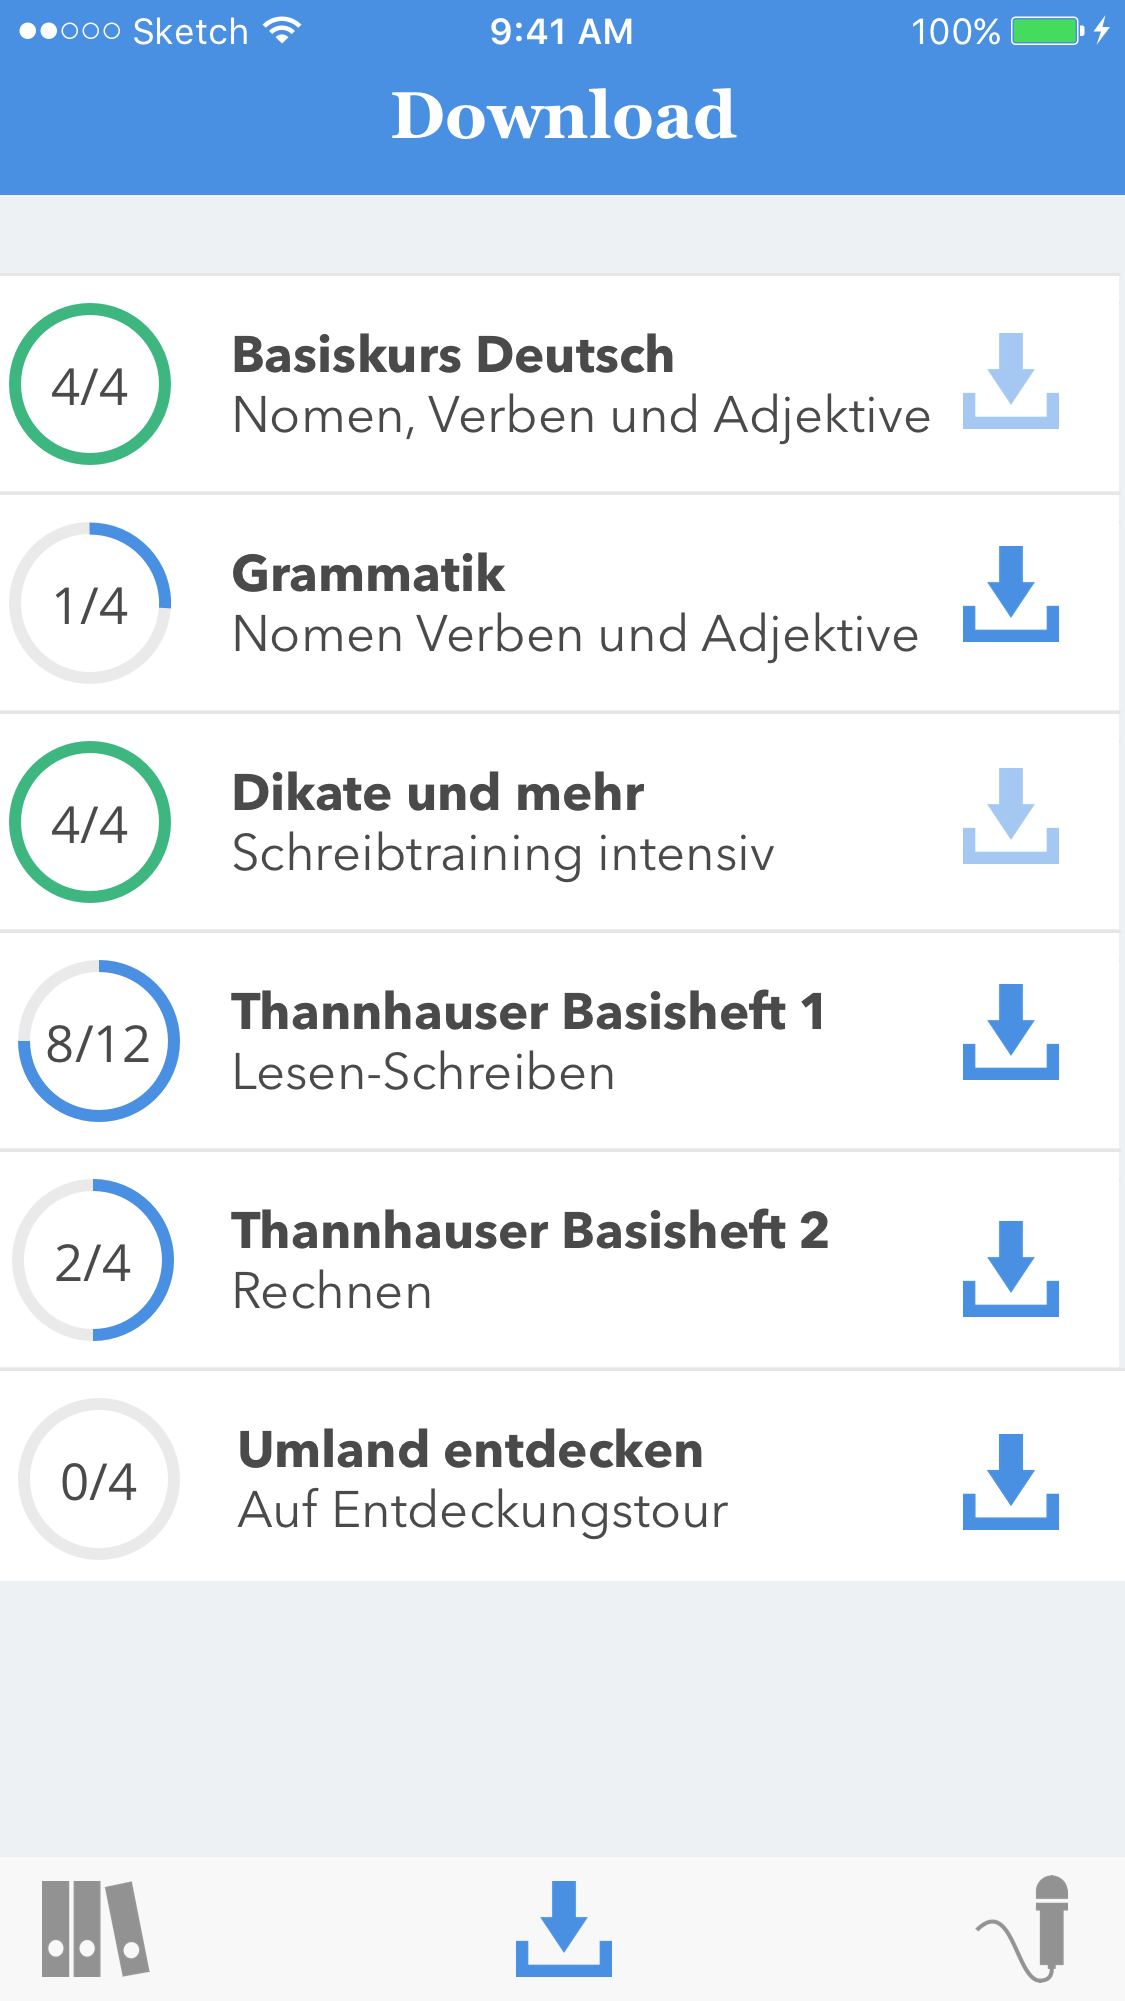 Sketch 9:41 AM 100%
Download
4/4
Basiskurs Deutsch
Nomen, Verben und Adjektive
1/4
Grammatik
Nomen Verben und Adjektive
4/4
Dikate und mehr
Schreibtraining intensiv
8/12
Thannhauser Basisheft 1
Lesen-Schreiben
2/4
Thannhauser Basisheft 2
Rechnen
0/4
Umland entdecken
Auf Entdeckungstour